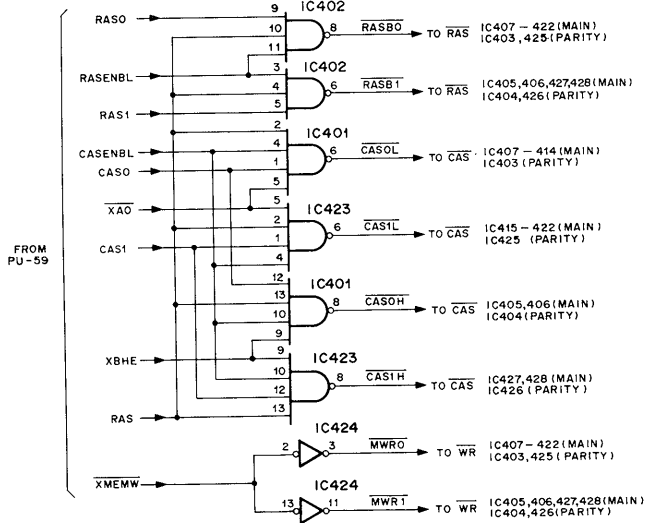 IC402
RAS0 9 8 RASB0 TO RAS IC407-422(MAIN)
10 IC403,425(PARITY)
11
IC402
RASENBL 3 6 RASB1 TO RAS IC405,406,427,428(MAIN)
4 IC404,426(PARITY)
RAS1 5
IC401
2
CASENBL 4 6 CAS0L TO CAS IC407-414(MAIN)
CAS0 1 IC403(PARITY)
5
IC423
XA0 5
2 6 CAS1L TO CAS IC415-422(MAIN)
CAS1 1 IC425 (PARITY)
4
FROM
PU-59
IC401
12
13 8 CAS0H TO CAS IC405,406(MAIN)
10 IC404(PARITY)
9
IC423
XBHE 9
10 8 CAS1H TO CAS IC427,428 (MAIN)
12 IC426 (PARITY)
RAS 13
IC424
2 3 MWR0 TO WR IC407-422(MAIN)
IC403,425(PARITY)
XMEMW
IC424
13 11 MWR1 TO WR IC405,406,427,428(MAIN)
IC404,426(PARITY)